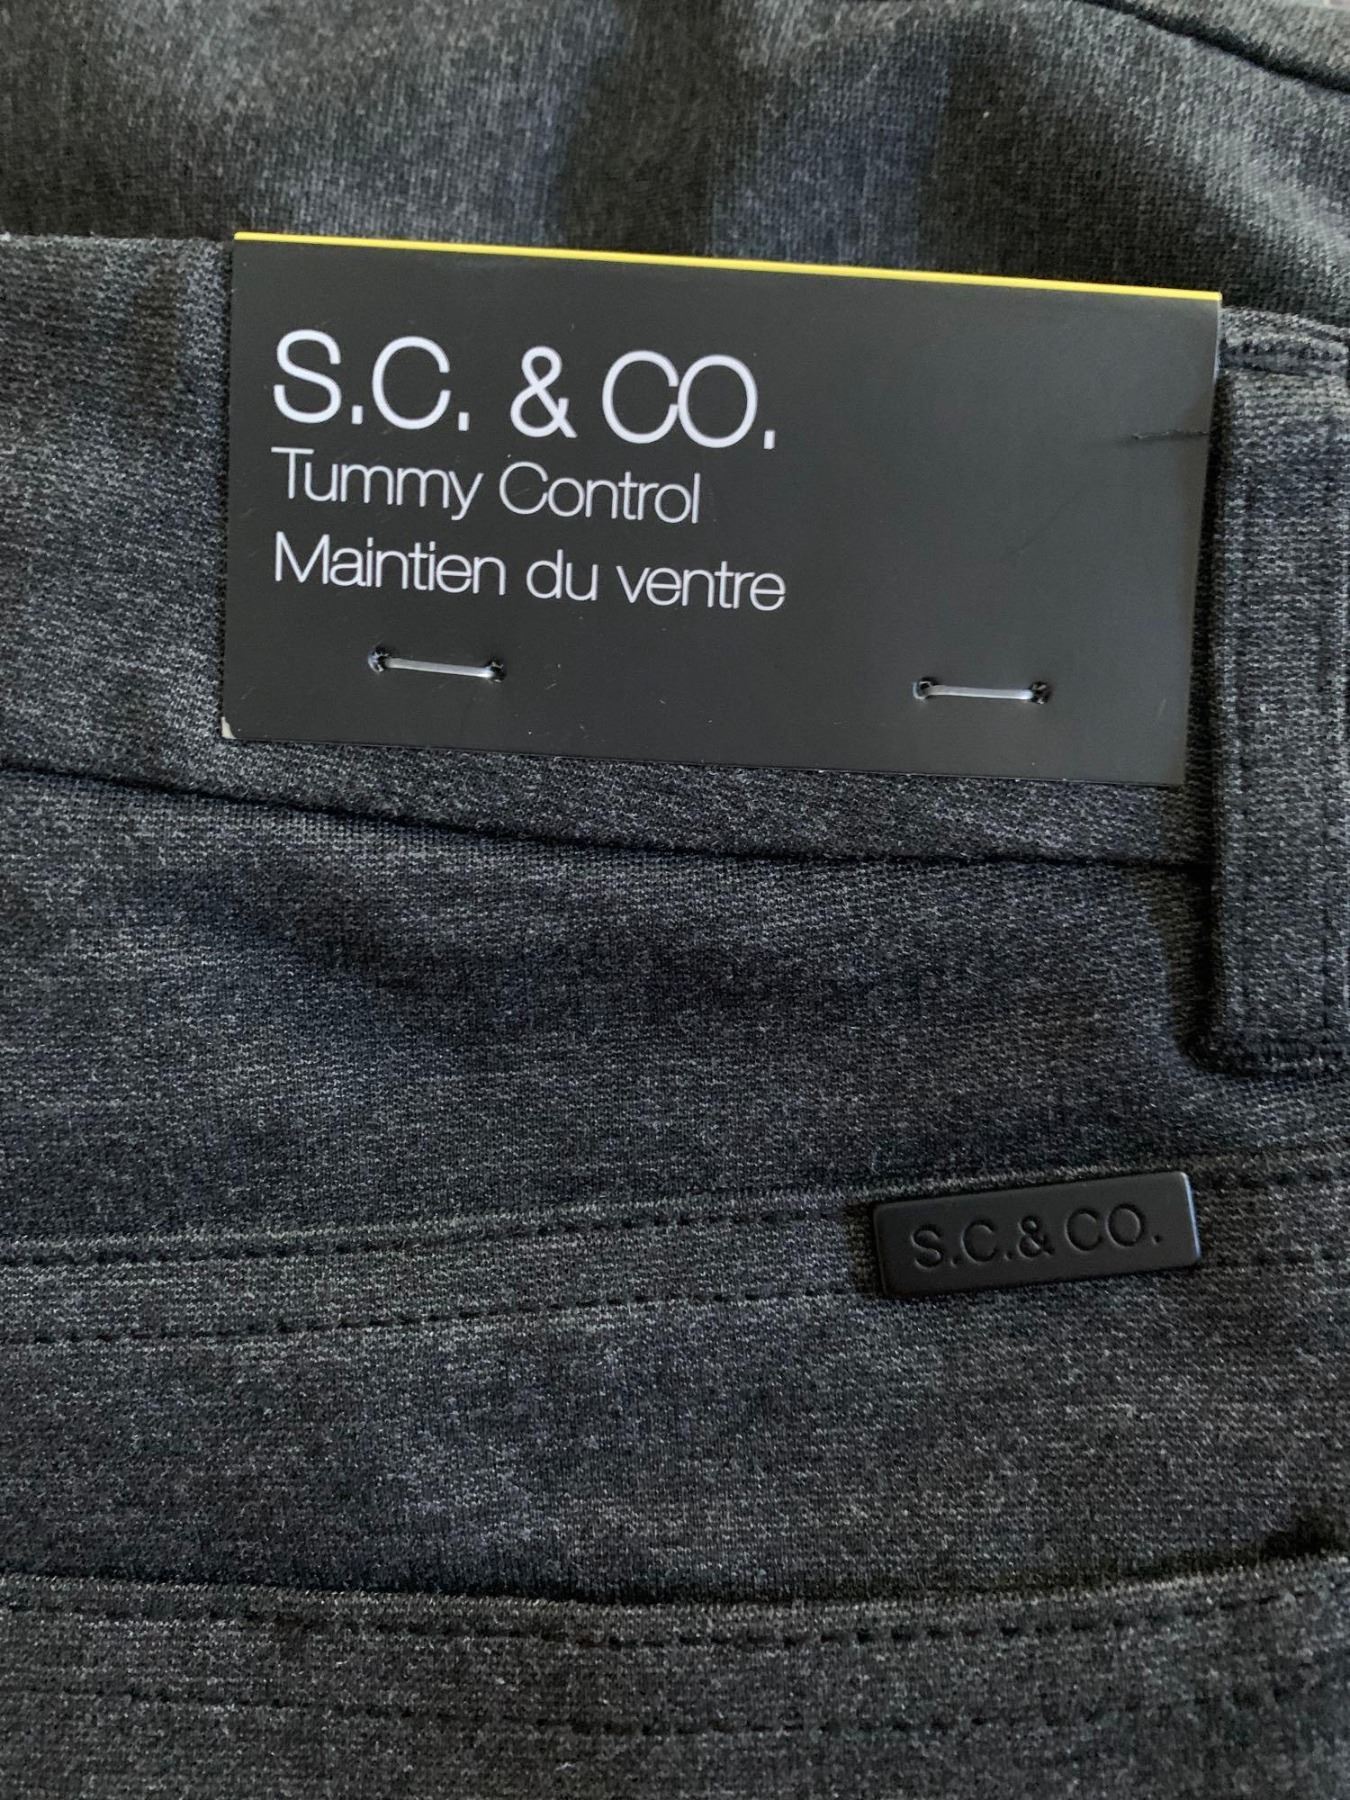 S.C. & CO.
Tummy Control
Maintien du ventre
S.C.& CO.